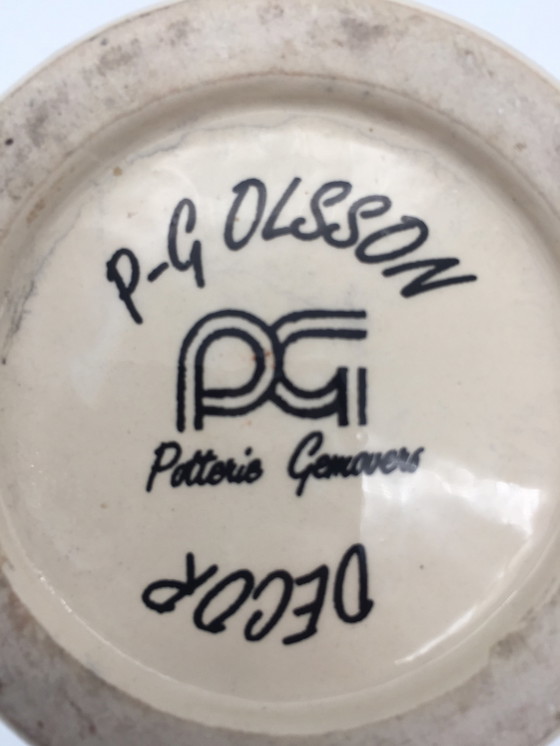 P-G OLSSON
PG
Potterie Gemovers
DECOR